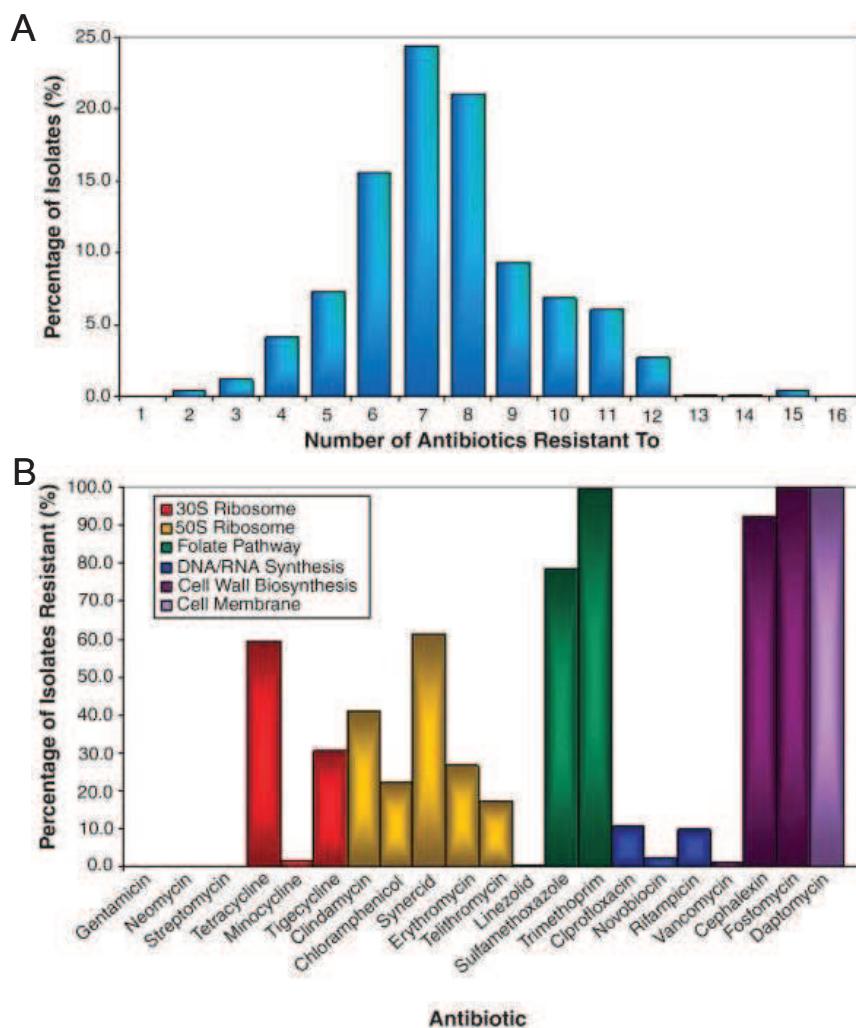 A
Percentage of Isolates (%)
25.0
20.0
15.0
10.0
5.0
0.0
1 2 3 4 5 6 7 8 9 10 11 12 13 14 15 16
Number of Antibiotics Resistant To
B
Percentage of Isolates Resistant (%)
100.0
90.0
80.0
70.0
60.0
50.0
40.0
30.0
20.0
10.0
0.0
30S Ribosome
50S Ribosome
Folate Pathway
DNA/RNA Synthesis
Cell Wall Biosynthesis
Cell Membrane
Gentamicin
Neomycin
Streptomycin
Tetracycline
Minocycline
Tigecycline
Clindamycin
Chloramphenicol
Synercid
Erythromycin
Telithromycin
Linezolid
Sulfamethoxazole
Trimethoprim
Ciprofloxacin
Novobiocin
Rifampicin
Vancomycin
Cephalexin
Fosfomycin
Daptomycin
Antibiotic